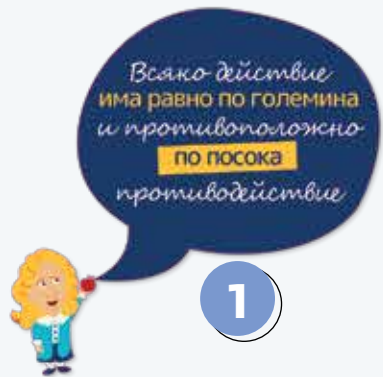 Всяко действие
има равно по големина
и противоположно
по посока
противодействие
1